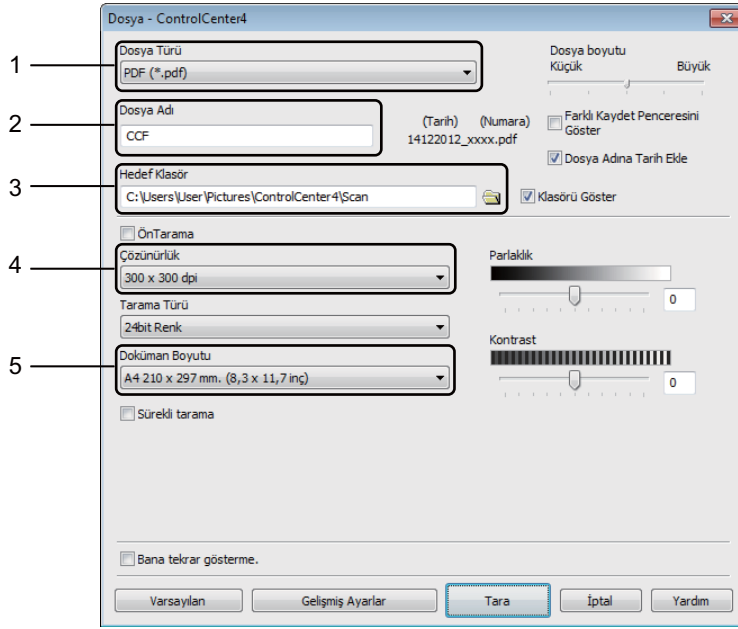 Dosya - ControlCenter4
1
Dosya Türü
PDF (*.pdf)
Dosya boyutu
Küçük Büyük
2
Dosya Adı
CCF
(Tarih) (Numara)
14122012_xxxx.pdf
Farklı Kaydet Penceresini
Göster
Dosya Adına Tarih Ekle
3
Hedef Klasör
C:\Users\User\Pictures\ControlCenter4\Scan
Klasörü Göster
ÖnTarama
4
Çözünürlük
300 x 300 dpi
Parlaklık
0
Tarama Türü
24bit Renk
Kontrast
0
5
Doküman Boyutu
A4 210 x 297 mm. (8,3 x 11,7 inç)
Sürekli tarama
Bana tekrar gösterme.
Varsayılan Gelişmiş Ayarlar Tara İptal Yardım